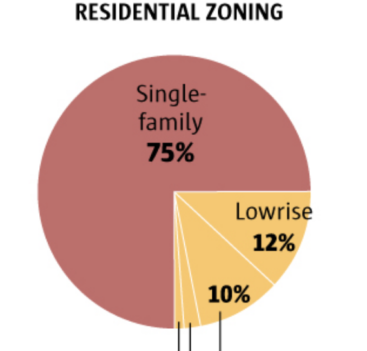 RESIDENTIAL ZONING
Single-
family
75%
Lowrise
12%
10%